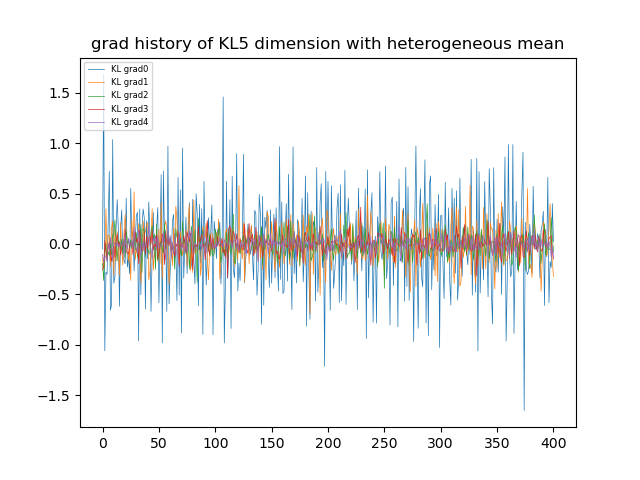 grad history of KL5 dimension with heterogeneous mean
KL grad0
KL grad1
KL grad2
KL grad3
KL grad4
1.5
1.0
0.5
0.0
−0.5
−1.0
−1.5
0 50 100 150 200 250 300 350 400